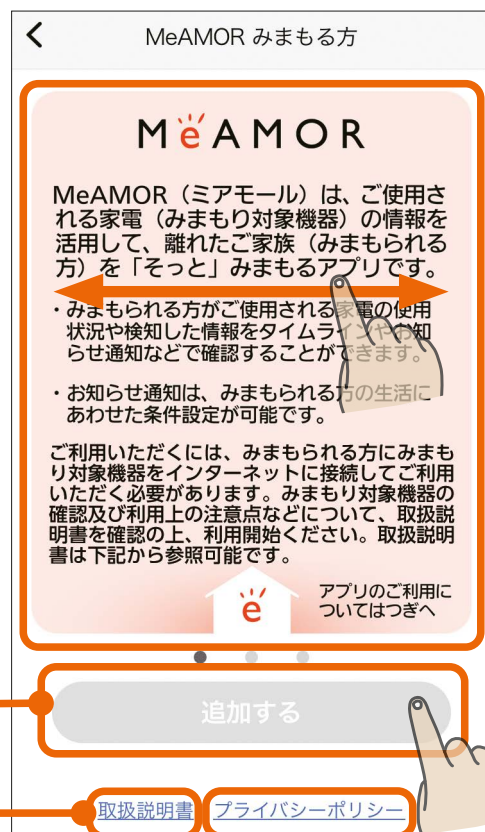 MeAMOR みまもる方
MëAMOR
MeAMOR（ミアモール）は、ご使用さ
れる家電（みまもり対象機器）の情報を
活用して、離れたご家族（みまもられる
方）を「そっと」みまもるアプリです。
・みまもられる方がご使用される家電の使用
状況や検知した情報をタイムラインやお知
らせ通知などで確認することができます。
・お知らせ通知は、みまもられる方の生活に
あわせた条件設定が可能です。
ご利用いただくには、みまもられる方にみまも
り対象機器をインターネットに接続してご利用
いただく必要があります。みまもり対象機器の
確認及び利用上の注意点などについて、取扱説
明書を確認の上、利用開始ください。取扱説明
書は下記から参照可能です。
ë
アプリのご利用に
ついてはつぎへ
追加する
取扱説明書 プライバシーポリシー